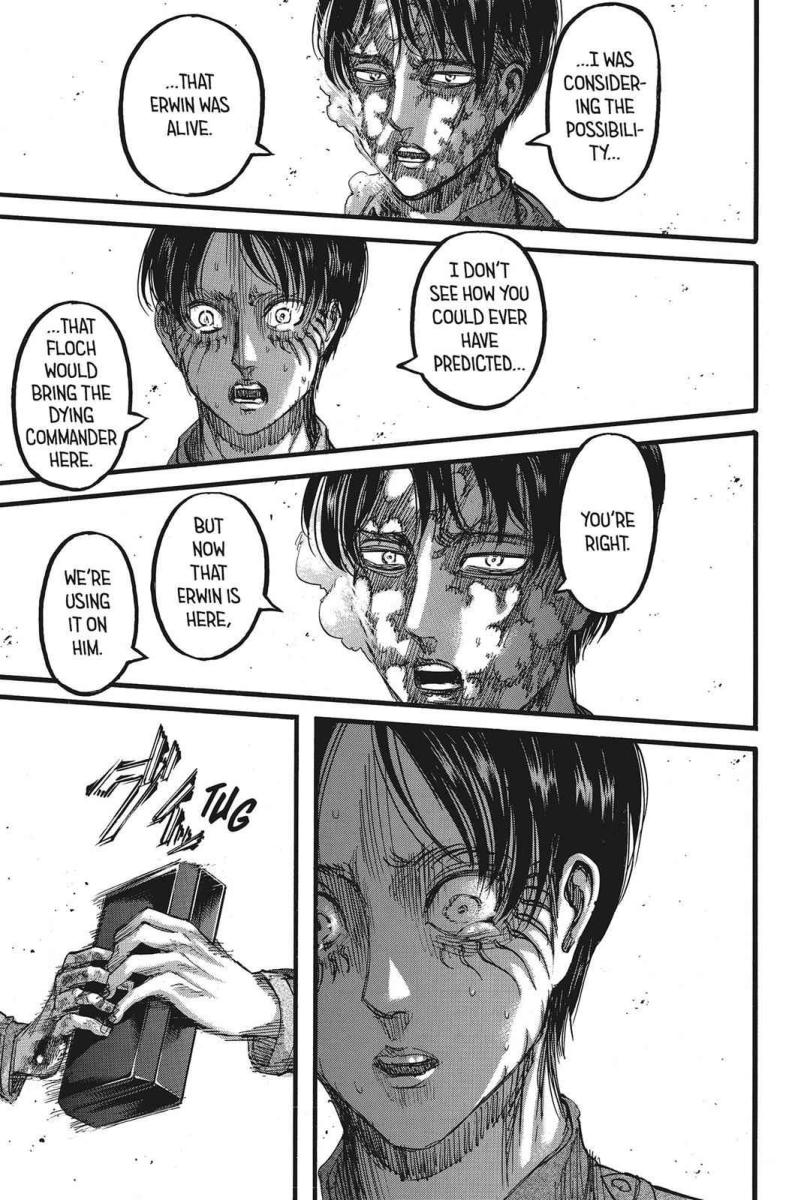 ...I WAS
CONSIDER-
ING THE
POSSIBILI-
TY...
...THAT
ERWIN WAS
ALIVE.
I DON'T
SEE HOW YOU
COULD EVER
HAVE
PREDICTED...
...THAT
FLOCH
WOULD
BRING THE
DYING
COMMANDER
HERE.
YOU'RE
RIGHT.
BUT
NOW
THAT
ERWIN IS
HERE,
WE'RE
USING
IT ON
HIM.
グイ
TUG